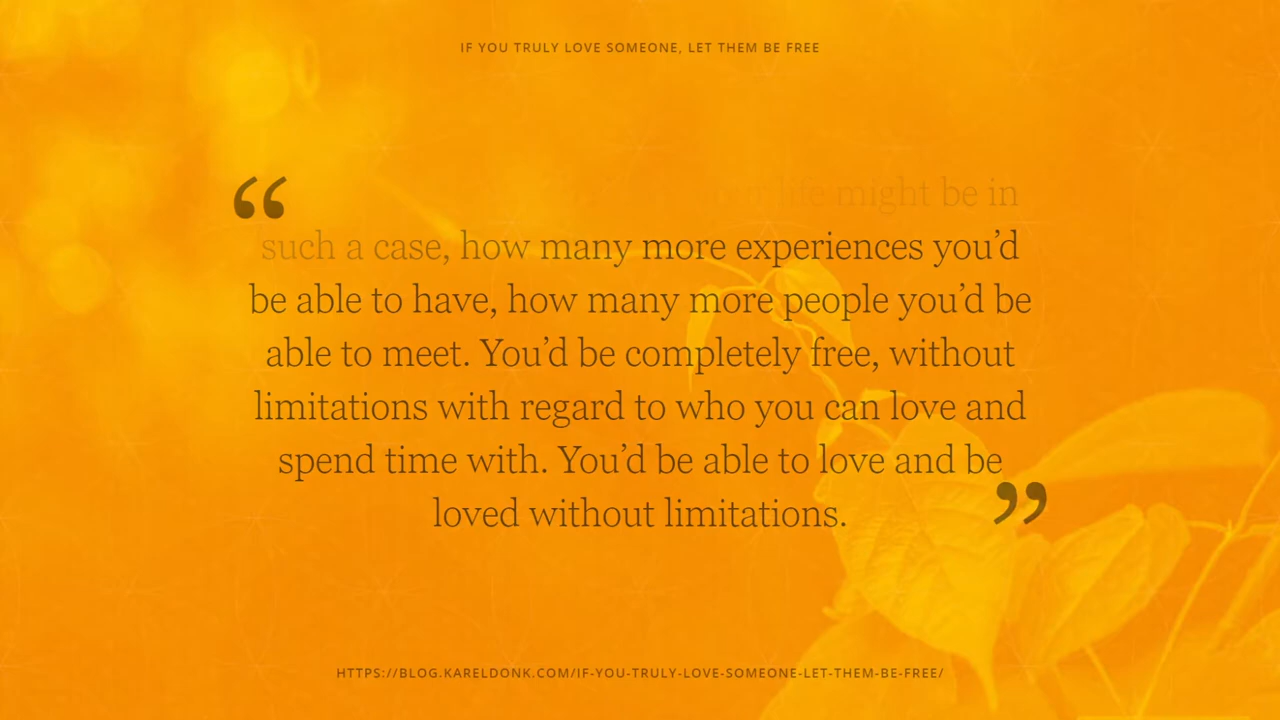 IF YOU TRULY LOVE SOMEONE, LET THEM BE FREE
“ life might be in
such a case, how many more experiences you’d
be able to have, how many more people you’d be
able to meet. You’d be completely free, without
limitations with regard to who you can love and
spend time with. You’d be able to love and be
loved without limitations. ”
HTTPS://BLOG.KARELDONK.COM/IF-YOU-TRULY-LOVE-SOMEONE-LET-THEM-BE-FREE/